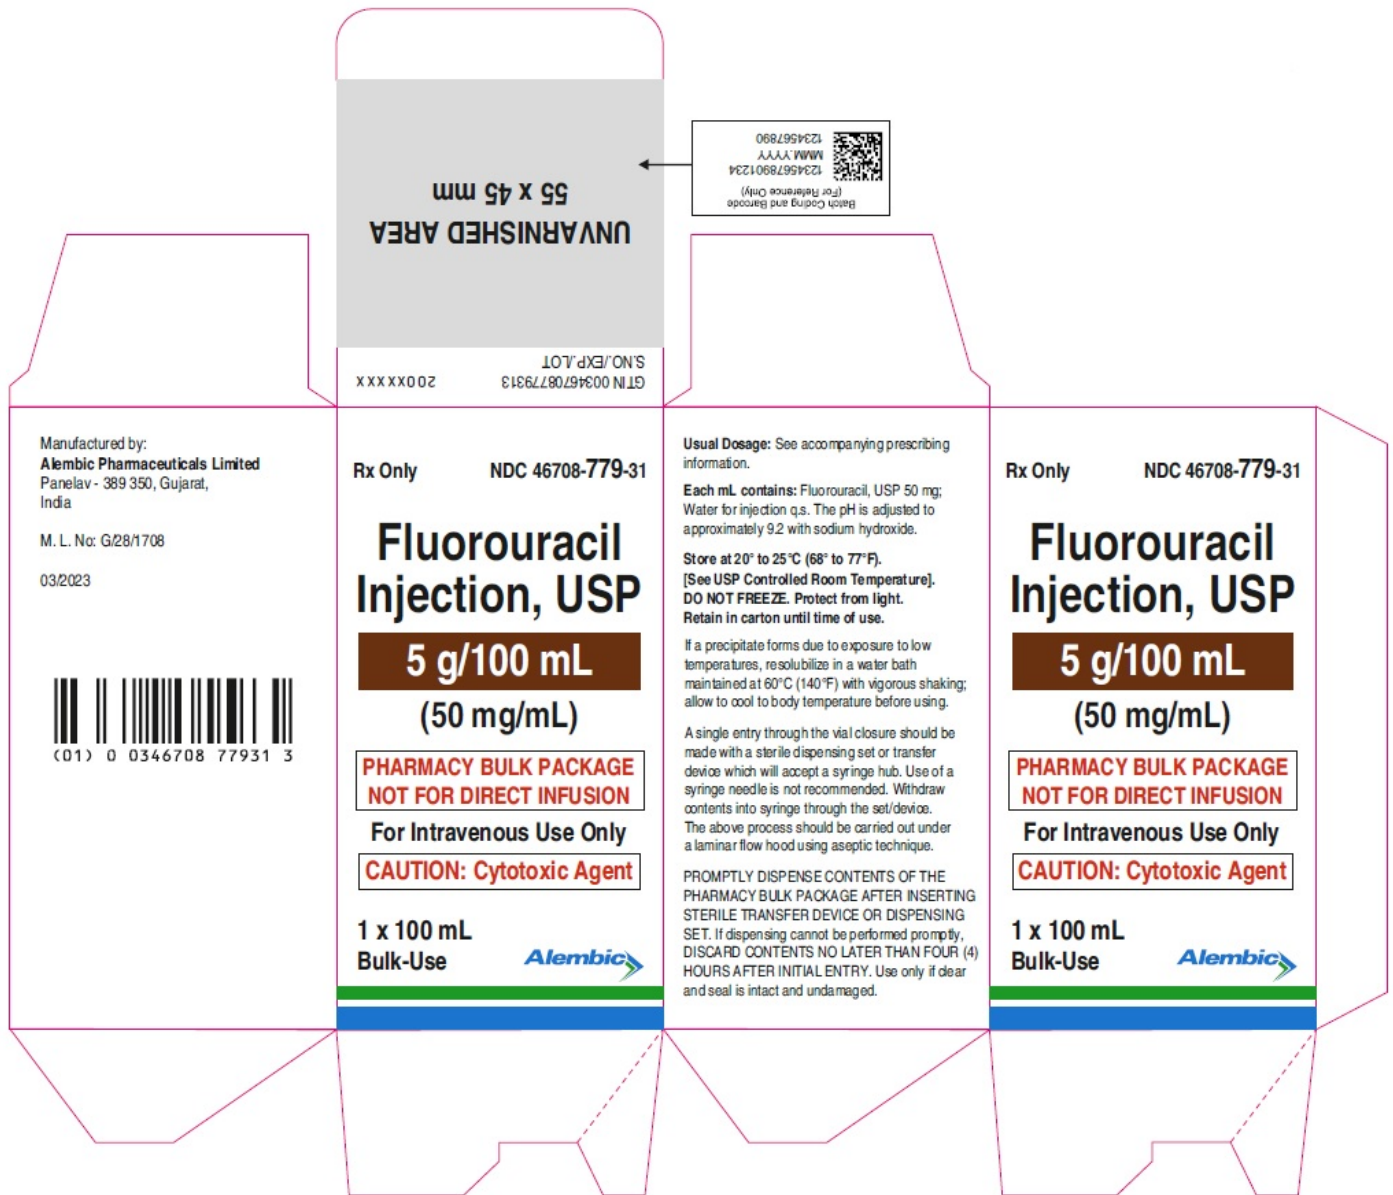 Batch Coding and Barcode
(For Reference Only)
12345678901234
MMM.YYYY
1234567890
UNVARNISHED AREA
55 x 45 mm
GTIN 00346708779313 200XXXXX
S.NO./EXP./LOT
Manufactured by:
Alembic Pharmaceuticals Limited
Panelav - 389 350, Gujarat,
India
M. L. No: G/28/1708
03/2023
(01) 0 0346708 77931 3
Rx Only NDC 46708-779-31
Fluorouracil
Injection, USP
5 g/100 mL
(50 mg/mL)
PHARMACY BULK PACKAGE
NOT FOR DIRECT INFUSION
For Intravenous Use Only
CAUTION: Cytotoxic Agent
1 x 100 mL
Bulk-Use
Alembic
Usual Dosage: See accompanying prescribing
information.
Each mL contains: Fluorouracil, USP 50 mg;
Water for injection q.s. The pH is adjusted to
approximately 9.2 with sodium hydroxide.
Store at 20° to 25°C (68° to 77°F).
[See USP Controlled Room Temperature].
DO NOT FREEZE. Protect from light.
Retain in carton until time of use.
If a precipitate forms due to exposure to low
temperatures, resolubilize in a water bath
maintained at 60°C (140°F) with vigorous shaking;
allow to cool to body temperature before using.
A single entry through the vial closure should be
made with a sterile dispensing set or transfer
device which will accept a syringe hub. Use of a
syringe needle is not recommended. Withdraw
contents into syringe through the set/device.
The above process should be carried out under
a laminar flow hood using aseptic technique.
PROMPTLY DISPENSE CONTENTS OF THE
PHARMACY BULK PACKAGE AFTER INSERTING
STERILE TRANSFER DEVICE OR DISPENSING
SET. If dispensing cannot be performed promptly,
DISCARD CONTENTS NO LATER THAN FOUR (4)
HOURS AFTER INITIAL ENTRY. Use only if clear
and seal is intact and undamaged.
Rx Only NDC 46708-779-31
Fluorouracil
Injection, USP
5 g/100 mL
(50 mg/mL)
PHARMACY BULK PACKAGE
NOT FOR DIRECT INFUSION
For Intravenous Use Only
CAUTION: Cytotoxic Agent
1 x 100 mL
Bulk-Use
Alembic